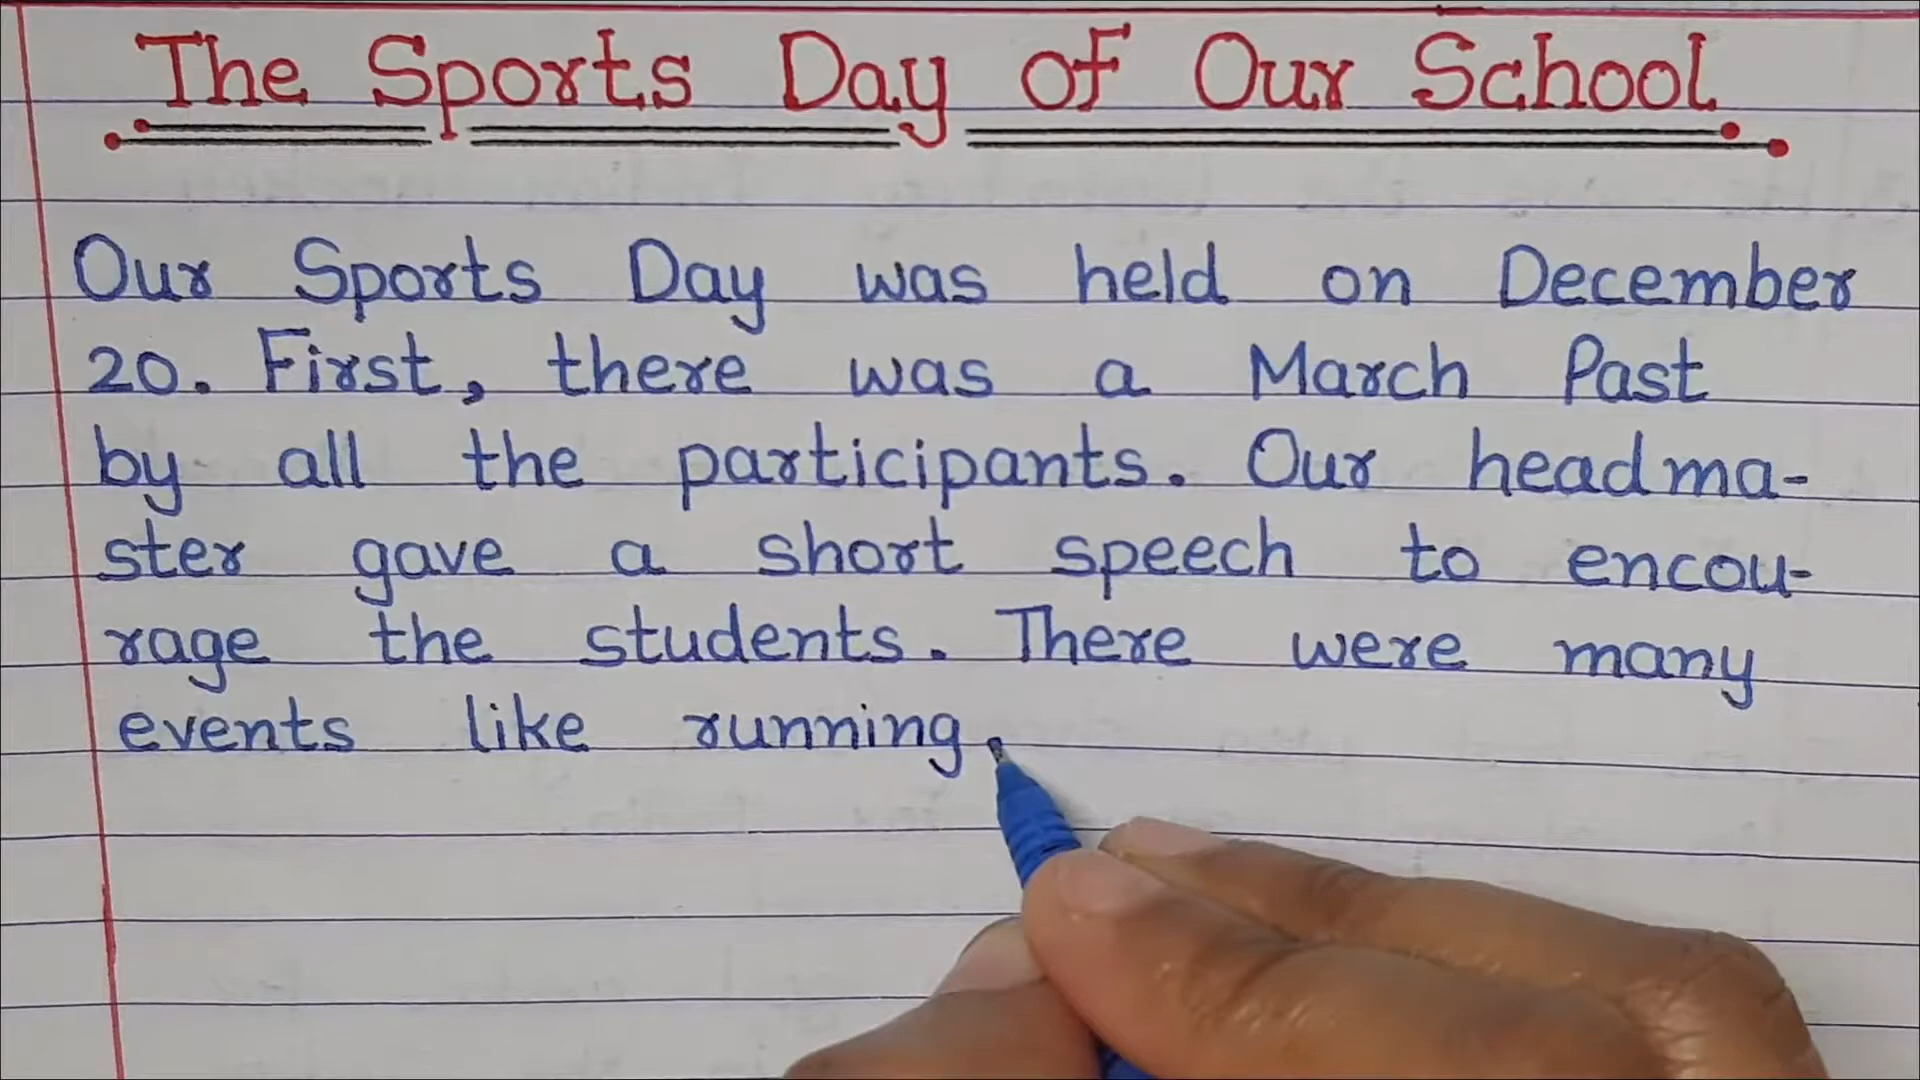 The Sports Day of Our School
Our Sports Day was held on December
20. First, there was a March Past
by all the participants. Our headma-
ster gave a short speech to encou-
rage the students. There were many
events like running,